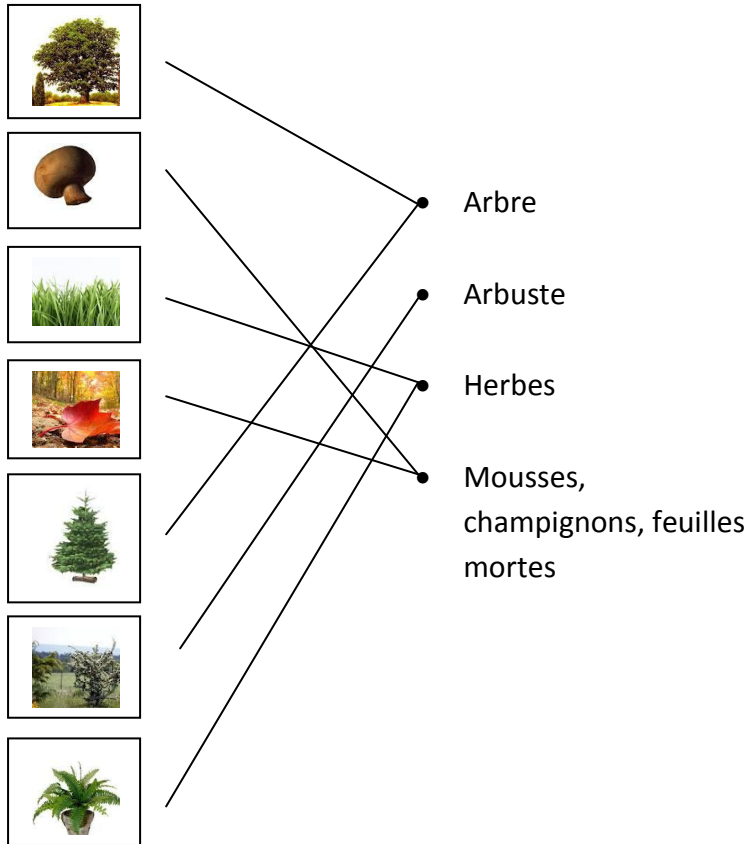 Arbre
Arbuste
Herbes
Mousses,
champignons, feuilles
mortes